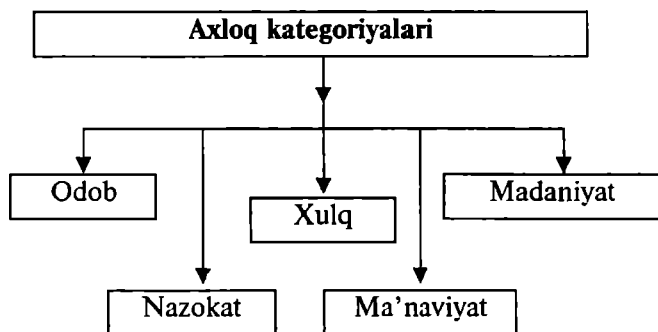 Axloq kategoriyalari
Odob
Xulq
Madaniyat
Nazokat
Ma'naviyat